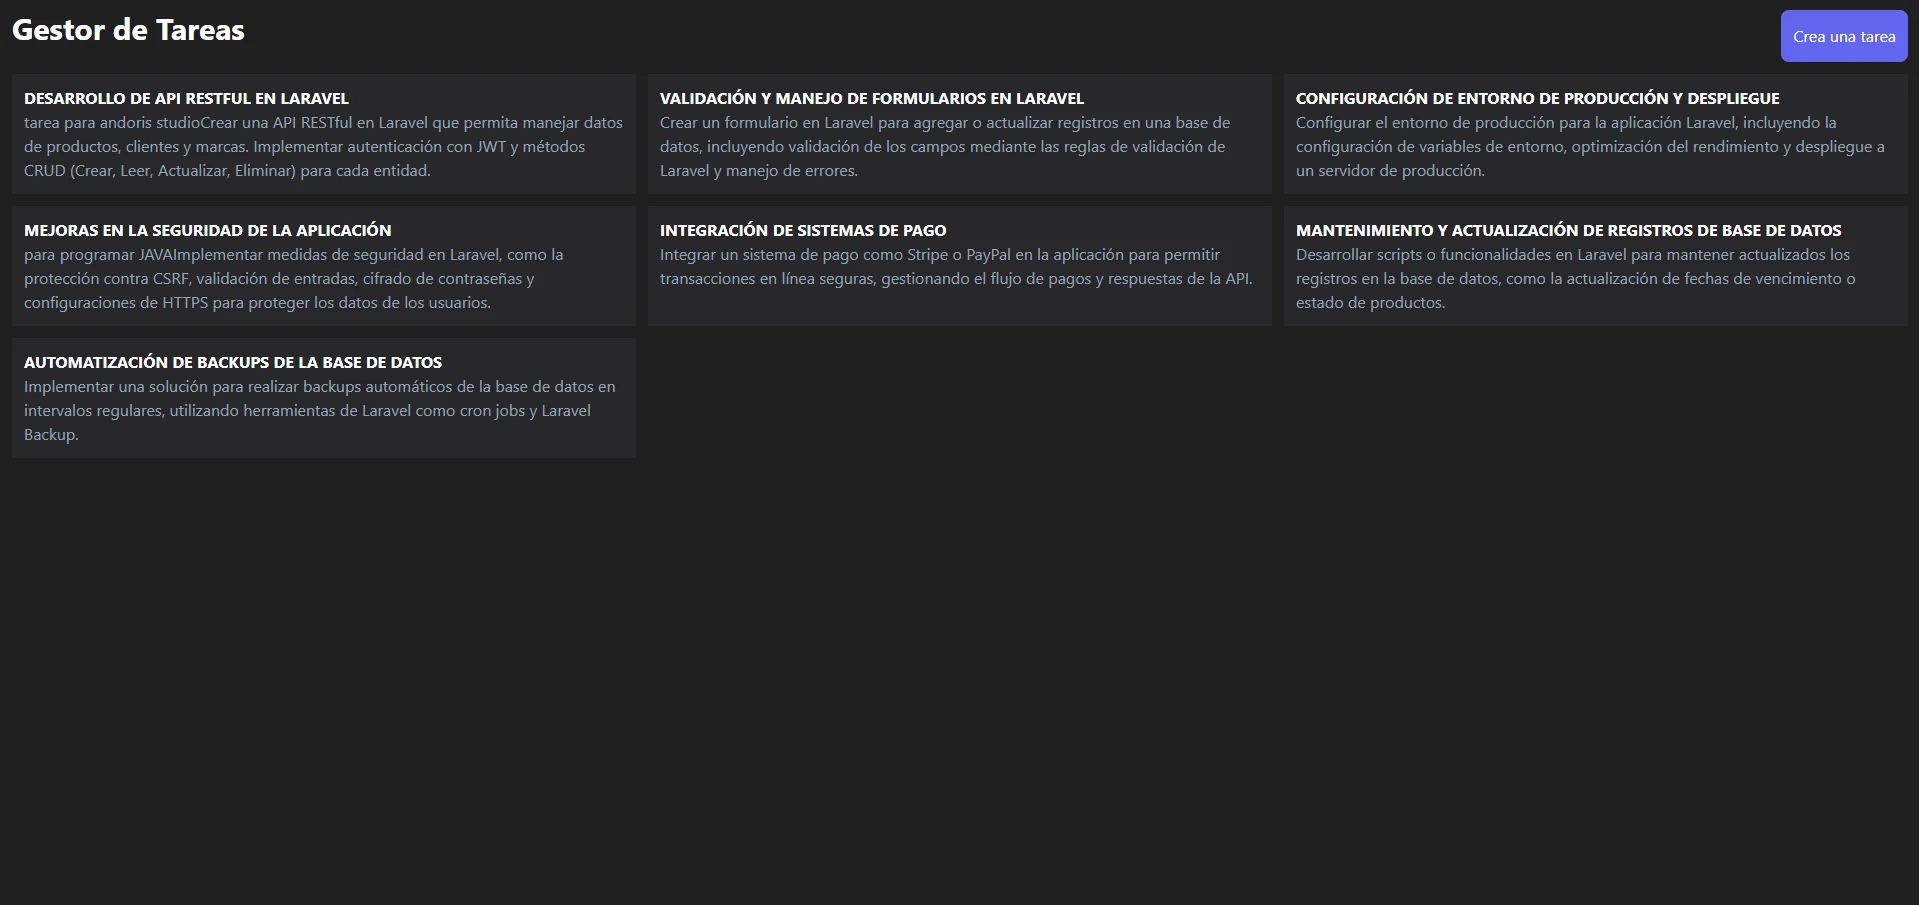 Gestor de Tareas
Crea una tarea
DESARROLLO DE API RESTFUL EN LARAVEL
tarea para andoris studioCrear una API RESTful en Laravel que permita manejar datos
de productos, clientes y marcas. Implementar autenticación con JWT y métodos
CRUD (Crear, Leer, Actualizar, Eliminar) para cada entidad.
VALIDACIÓN Y MANEJO DE FORMULARIOS EN LARAVEL
Crear un formulario en Laravel para agregar o actualizar registros en una base de
datos, incluyendo validación de los campos mediante las reglas de validación de
Laravel y manejo de errores.
CONFIGURACIÓN DE ENTORNO DE PRODUCCIÓN Y DESPLIEGUE
Configurar el entorno de producción para la aplicación Laravel, incluyendo la
configuración de variables de entorno, optimización del rendimiento y despliegue a
un servidor de producción.
MEJORAS EN LA SEGURIDAD DE LA APLICACIÓN
para programar JAVAImplementar medidas de seguridad en Laravel, como la
protección contra CSRF, validación de entradas, cifrado de contraseñas y
configuraciones de HTTPS para proteger los datos de los usuarios.
INTEGRACIÓN DE SISTEMAS DE PAGO
Integrar un sistema de pago como Stripe o PayPal en la aplicación para permitir
transacciones en línea seguras, gestionando el flujo de pagos y respuestas de la API.
MANTENIMIENTO Y ACTUALIZACIÓN DE REGISTROS DE BASE DE DATOS
Desarrollar scripts o funcionalidades en Laravel para mantener actualizados los
registros en la base de datos, como la actualización de fechas de vencimiento o
estado de productos.
AUTOMATIZACIÓN DE BACKUPS DE LA BASE DE DATOS
Implementar una solución para realizar backups automáticos de la base de datos en
intervalos regulares, utilizando herramientas de Laravel como cron jobs y Laravel
Backup.